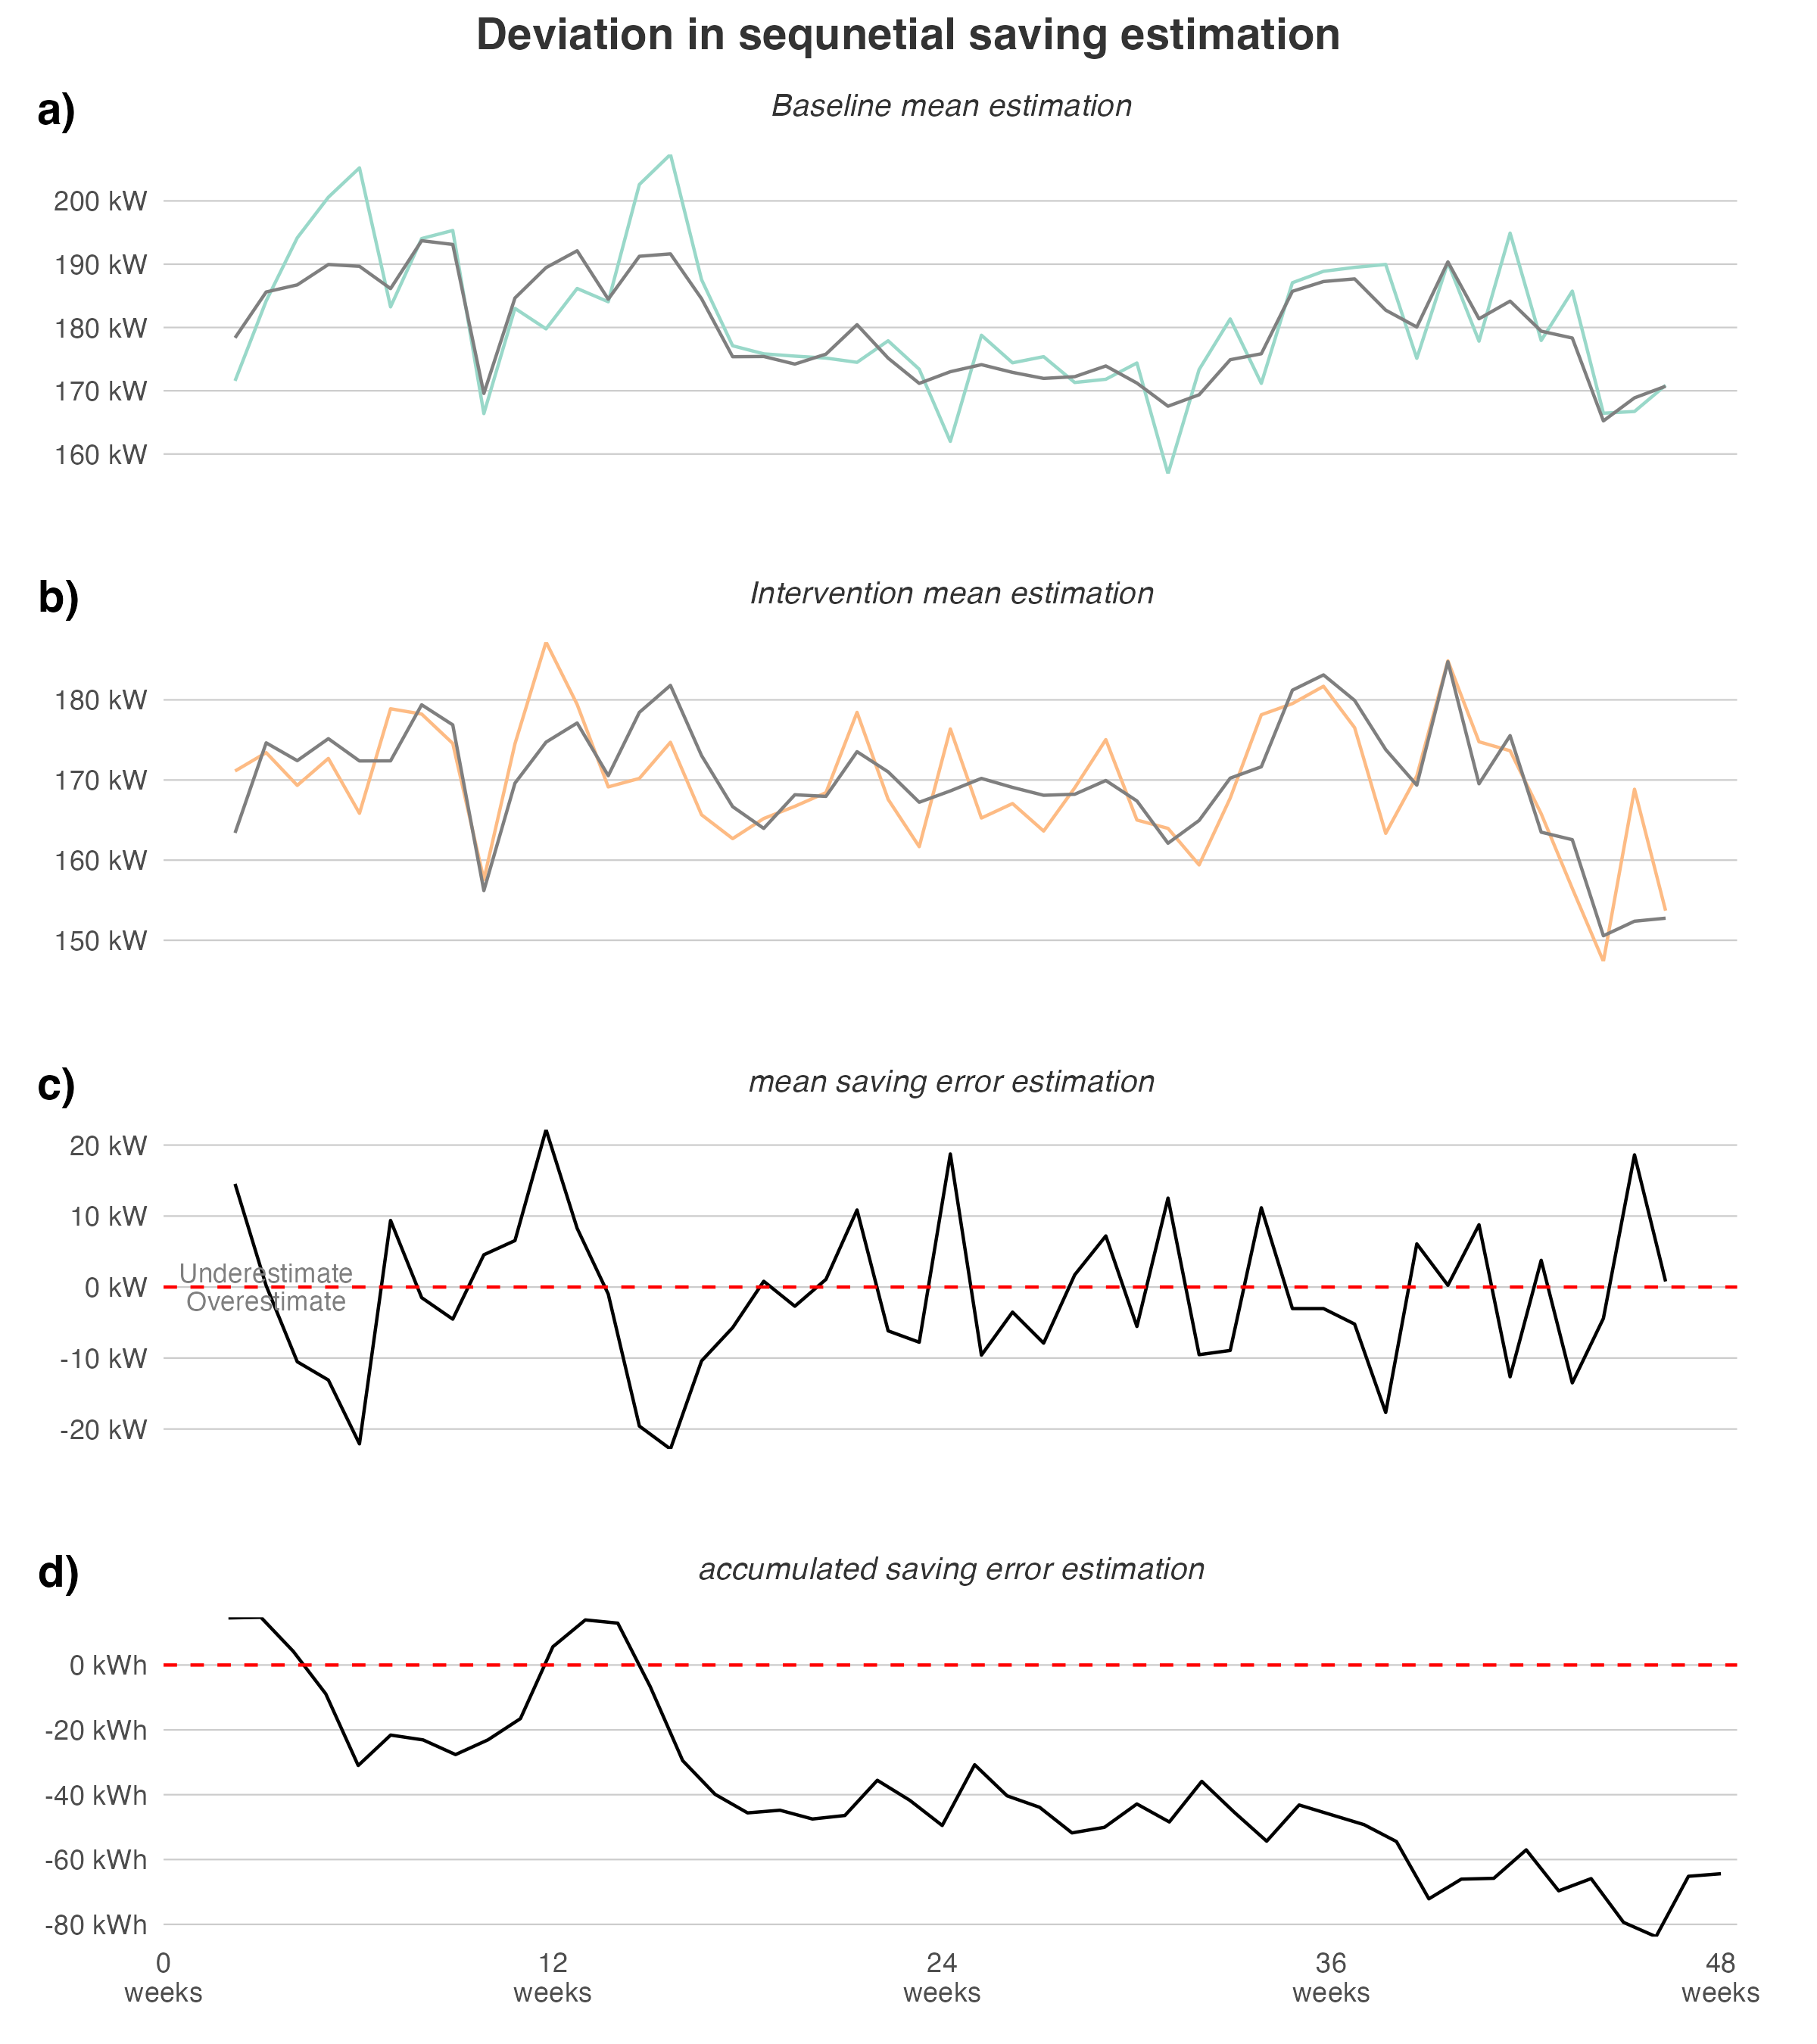 Deviation in sequnetial saving estimation
a)
Baseline mean estimation
200 kW
190 kW
180 kW
170 kW
160 kW
b)
Intervention mean estimation
180 kW
170 kW
160 kW
150 kW
c)
mean saving error estimation
20 kW
10 kW
Underestimate
0 kW
Overestimate
-10 kW
-20 kW
d)
accumulated saving error estimation
0 kWh
-20 kWh
-40 kWh
-60 kWh
-80 kWh
0 12 24 36 48
weeks weeks weeks weeks weeks